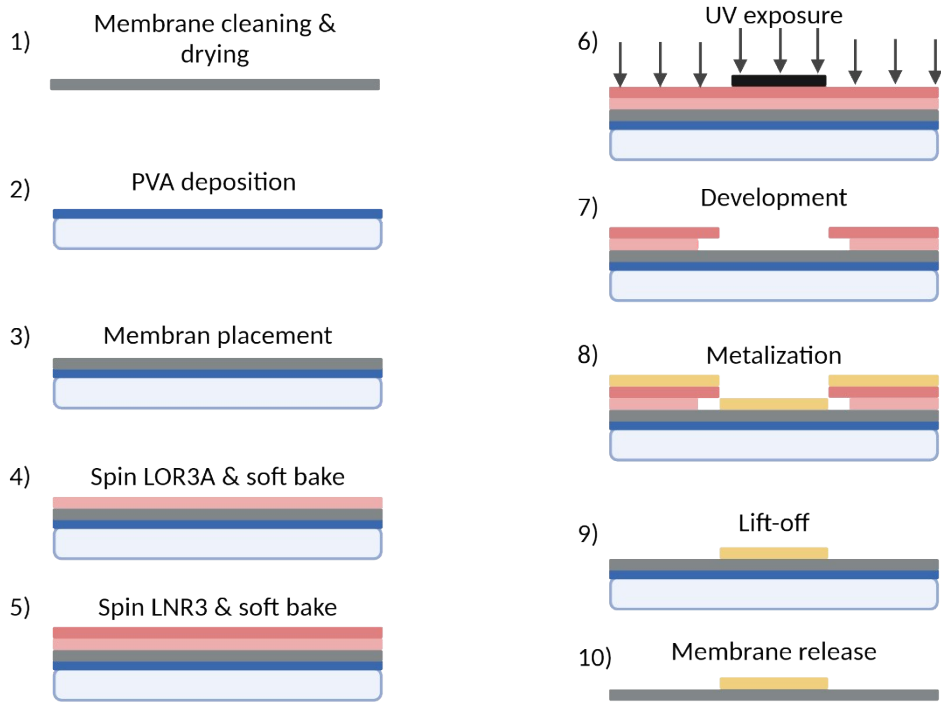 1)
Membrane cleaning &
drying
2)
PVA deposition
3)
Membran placement
4)
Spin LOR3A & soft bake
5)
Spin LNR3 & soft bake
6)
UV exposure
7)
Development
8)
Metalization
9)
Lift-off
10)
Membrane release